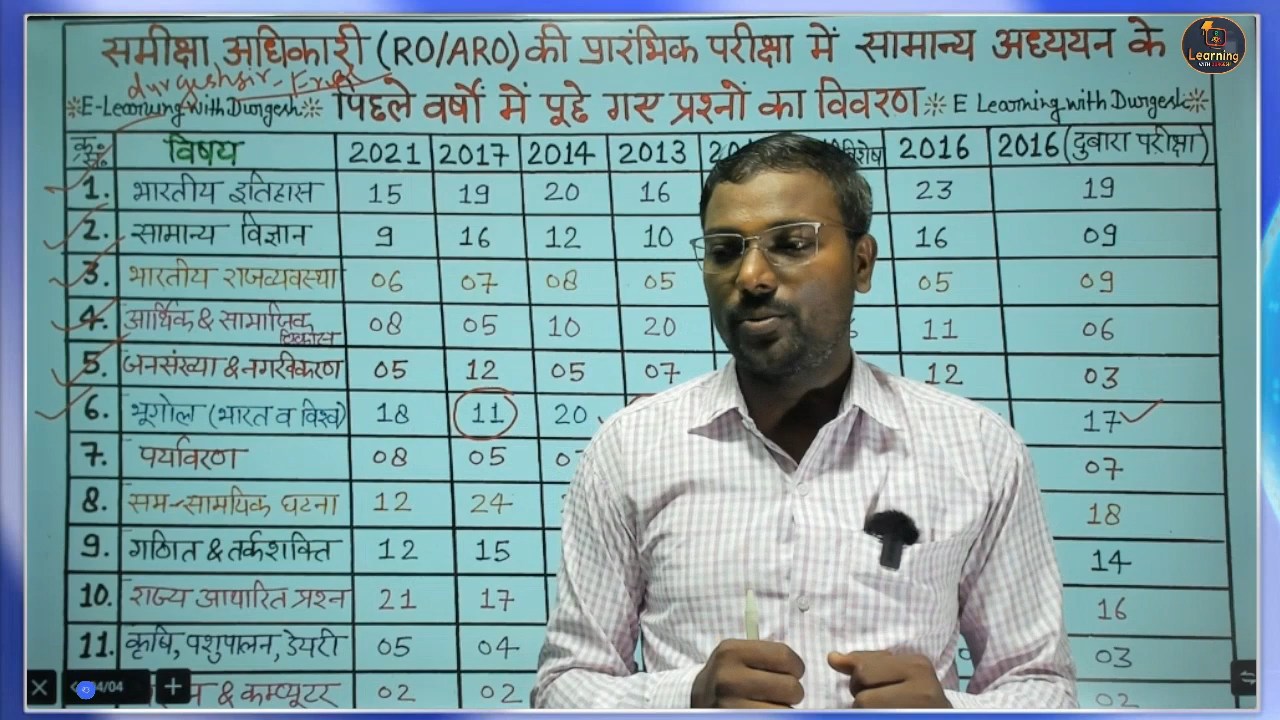 समीक्षा अधिकारी (RO/ARO) की प्रारंभिक परीक्षा में सामान्य अध्ययन के
E-Learning with Durgesh पिछले वर्षों में पूछे गए प्रश्नों का विवरण E Learning with Durgesh
Learning
WITH DURGESH
क्र. सं. विषय 2021 2017 2014 2013 विशेष 2016 2016 (दुबारा परीक्षा)
1. भारतीय इतिहास 15 19 20 16 23 19
2. सामान्य विज्ञान 9 16 12 10 16 09
3. भारतीय राजव्यवस्था 06 07 08 05 05 09
4. आर्थिक & सामाजिक विकास 08 05 10 20 11 06
5. जनसंख्या & नगरीकरण 05 12 05 07 12 03
6. भूगोल (भारत व विश्व) 18 11 20 17
7. पर्यावरण 08 05 07
8. सम-सामयिक घटना 12 24 18
9. गणित & तर्कशक्ति 12 15 14
10. राज्य आधारित प्रश्न 21 17 16
11. कृषि, पशुपालन, डेयरी 05 04 03
& कम्प्यूटर 02 02 02
04/04